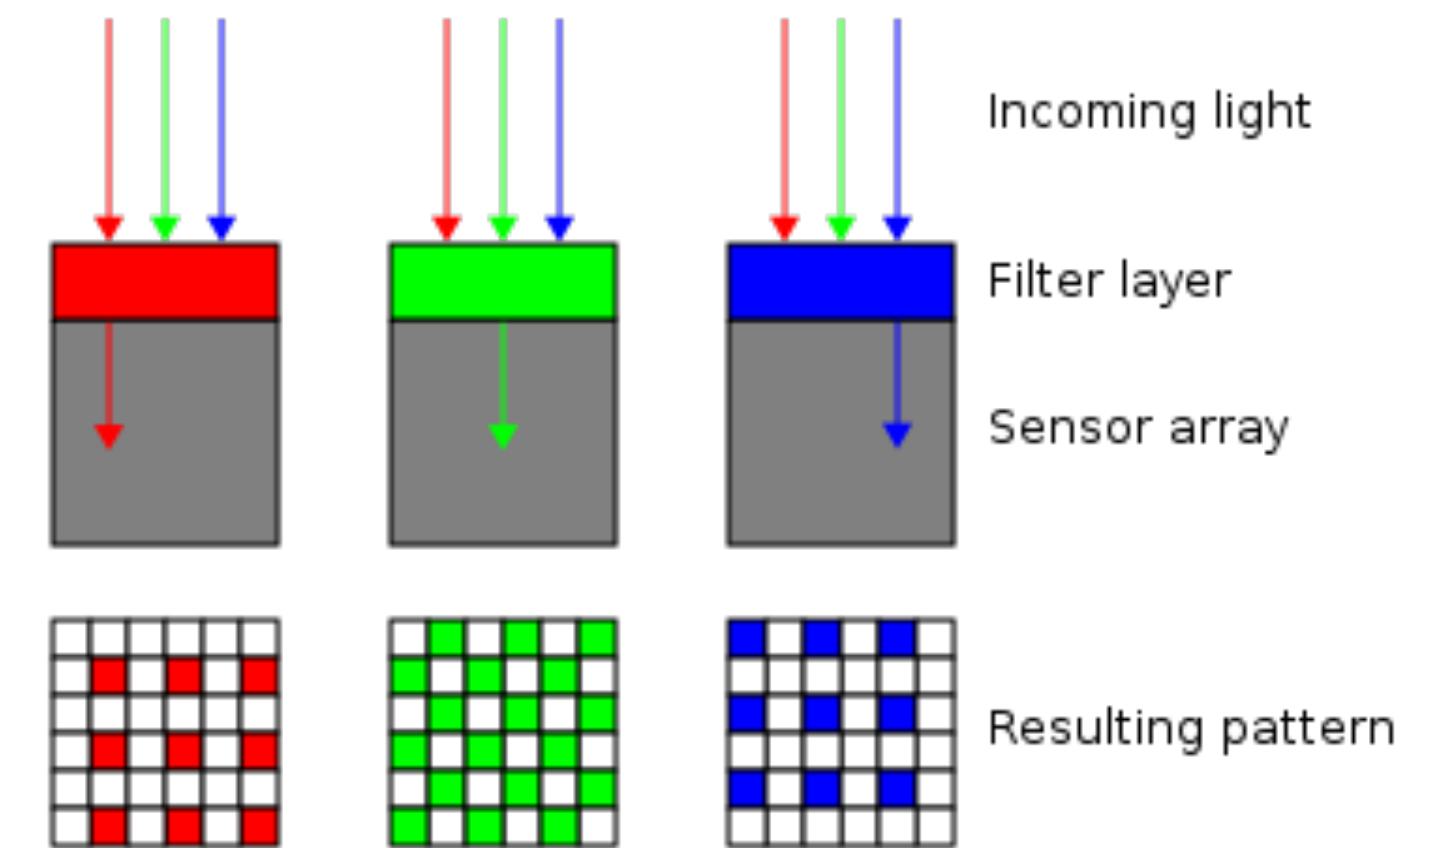 Incoming light
Filter layer
Sensor array
Resulting pattern